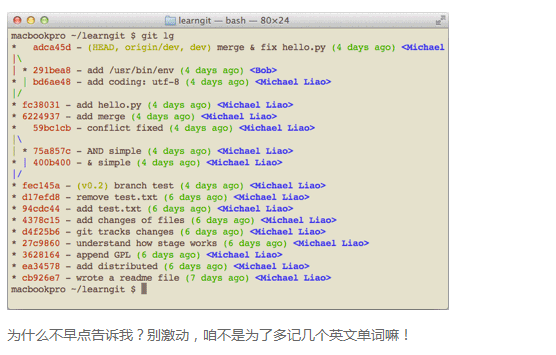 learngit — bash — 80×24
macbookpro ~/learngit $ git lg
*   adca45d - (HEAD, origin/dev, dev) merge & fix hello.py (4 days ago) <Michael
|\
| * 291bea8 - add /usr/bin/env (4 days ago) <Bob>
* | bd6ae48 - add coding: utf-8 (4 days ago) <Michael Liao>
|/
* fc38031 - add hello.py (4 days ago) <Michael Liao>
* 6224937 - add merge (4 days ago) <Michael Liao>
*   59bc1cb - conflict fixed (4 days ago) <Michael Liao>
|\
| * 75a857c - AND simple (4 days ago) <Michael Liao>
* | 400b400 - & simple (4 days ago) <Michael Liao>
|/
* fec145a - (v0.2) branch test (4 days ago) <Michael Liao>
* d17efd8 - remove test.txt (6 days ago) <Michael Liao>
* 94cdc44 - add test.txt (6 days ago) <Michael Liao>
* 4378c15 - add changes of files (6 days ago) <Michael Liao>
* d4f25b6 - git tracks changes (6 days ago) <Michael Liao>
* 27c9860 - understand how stage works (6 days ago) <Michael Liao>
* 3628164 - append GPL (6 days ago) <Michael Liao>
* ea34578 - add distributed (6 days ago) <Michael Liao>
* cb926e7 - wrote a readme file (7 days ago) <Michael Liao>
macbookpro ~/learngit $
为什么不早点告诉我？别激动，咱不是为了多记几个英文单词嘛！